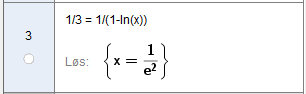 3
1/3 = 1/(1-ln(x))
Løs: { x = 1/e² }